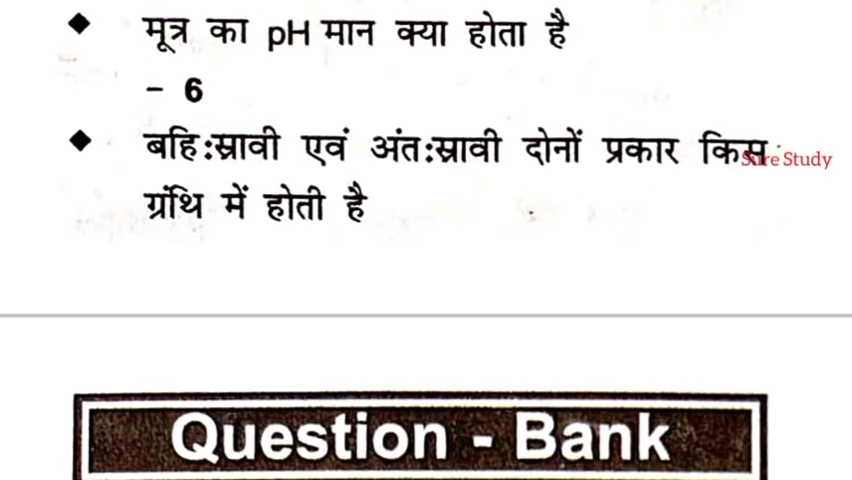 ◆ मूत्र का pH मान क्या होता है
– 6
◆ बहि:स्रावी एवं अंत:स्रावी दोनों प्रकार किस
Sure Study
ग्रंथि में होती है
Question - Bank